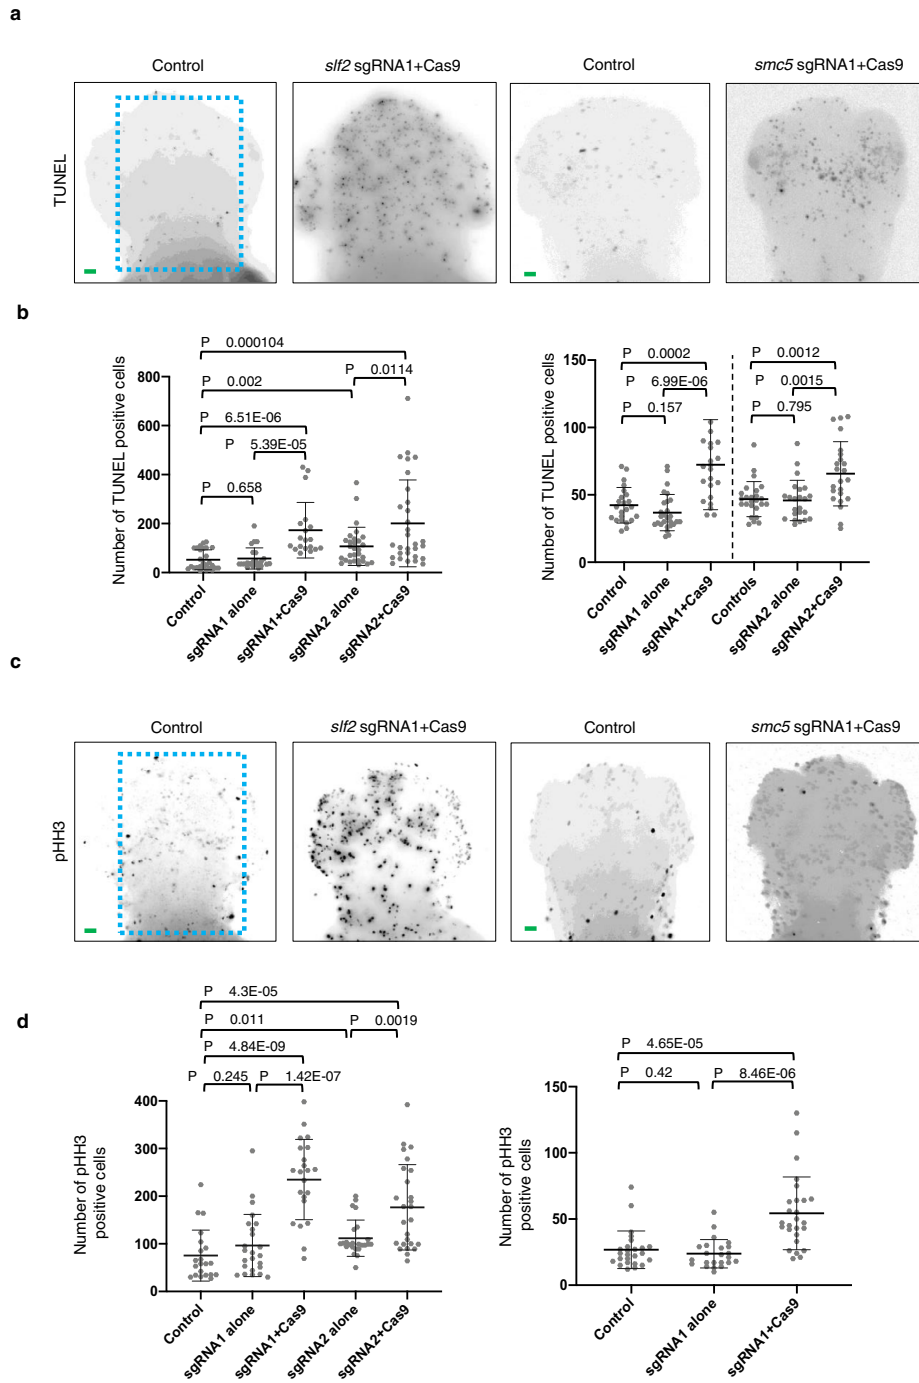 a
Control
slf2 sgRNA1+Cas9
Control
smc5 sgRNA1+Cas9
TUNEL
b
P 0.000104
P 0.0114
P 0.002
P 6.51E-06
P 5.39E-05
P 0.658
Number of TUNEL positive cells
800
600
400
200
0
Control
sgRNA1 alone
sgRNA1+Cas9
sgRNA2 alone
sgRNA2+Cas9
P 0.0002
P 0.0012
P 6.99E-06
P 0.0015
P 0.157
P 0.795
Number of TUNEL positive cells
150
100
50
0
Control
sgRNA1 alone
sgRNA1+Cas9
Controls
sgRNA2 alone
sgRNA2+Cas9
c
Control
slf2 sgRNA1+Cas9
Control
smc5 sgRNA1+Cas9
pHH3
d
P 4.3E-05
P 0.011
P 0.0019
P 4.84E-09
P 0.245
P 1.42E-07
Number of pHH3
positive cells
400
300
200
100
0
Control
sgRNA1 alone
sgRNA1+Cas9
sgRNA2 alone
sgRNA2+Cas9
P 4.65E-05
P 0.42
P 8.46E-06
Number of pHH3
positive cells
150
100
50
0
Control
sgRNA1 alone
sgRNA1+Cas9